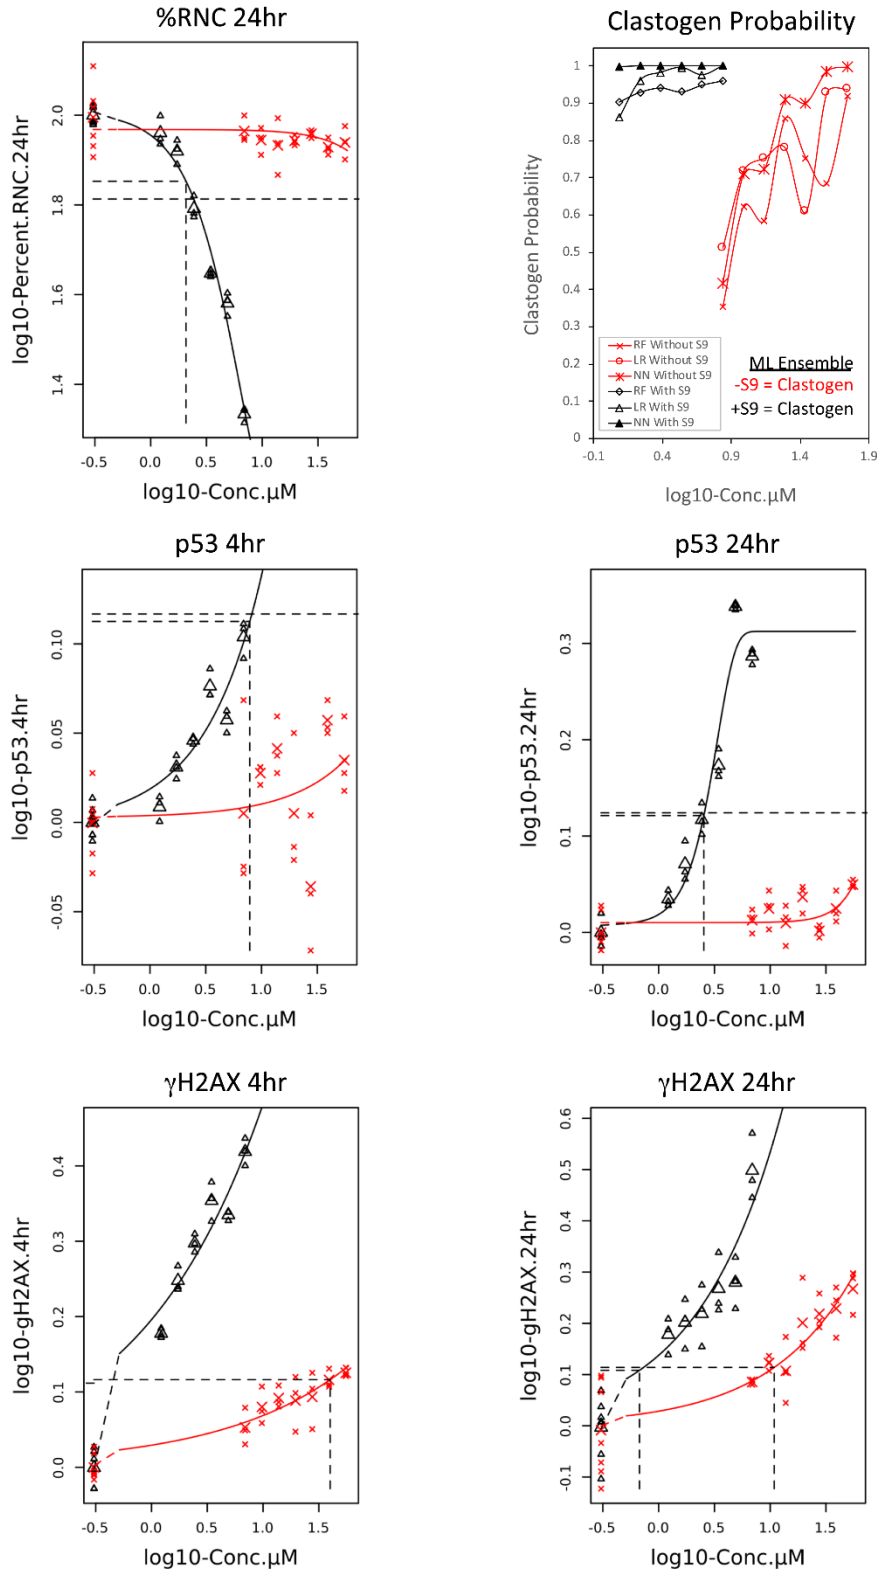 %RNC 24hr
log10-Percent.RNC.24hr
2.0
1.8
1.6
1.4
-0.5 0.0 0.5 1.0 1.5
log10-Conc.µM
Clastogen Probability
Clastogen Probability
1
0.9
0.8
0.7
0.6
0.5
0.4
0.3
0.2
0.1
0
RF Without S9
LR Without S9
NN Without S9
RF With S9
LR With S9
NN With S9
ML Ensemble
-S9 = Clastogen
+S9 = Clastogen
-0.1 0.4 0.9 1.4 1.9
log10-Conc.µM
p53 4hr
log10-p53.4hr
0.10
0.05
0.00
-0.05
-0.5 0.0 0.5 1.0 1.5
log10-Conc.µM
p53 24hr
log10-p53.24hr
0.3
0.2
0.1
0.0
-0.5 0.0 0.5 1.0 1.5
log10-Conc.µM
γH2AX 4hr
log10-gH2AX.4hr
0.4
0.3
0.2
0.1
0.0
-0.5 0.0 0.5 1.0 1.5
log10-Conc.µM
γH2AX 24hr
log10-gH2AX.24hr
0.6
0.5
0.4
0.3
0.2
0.1
0.0
-0.1
-0.5 0.0 0.5 1.0 1.5
log10-Conc.µM